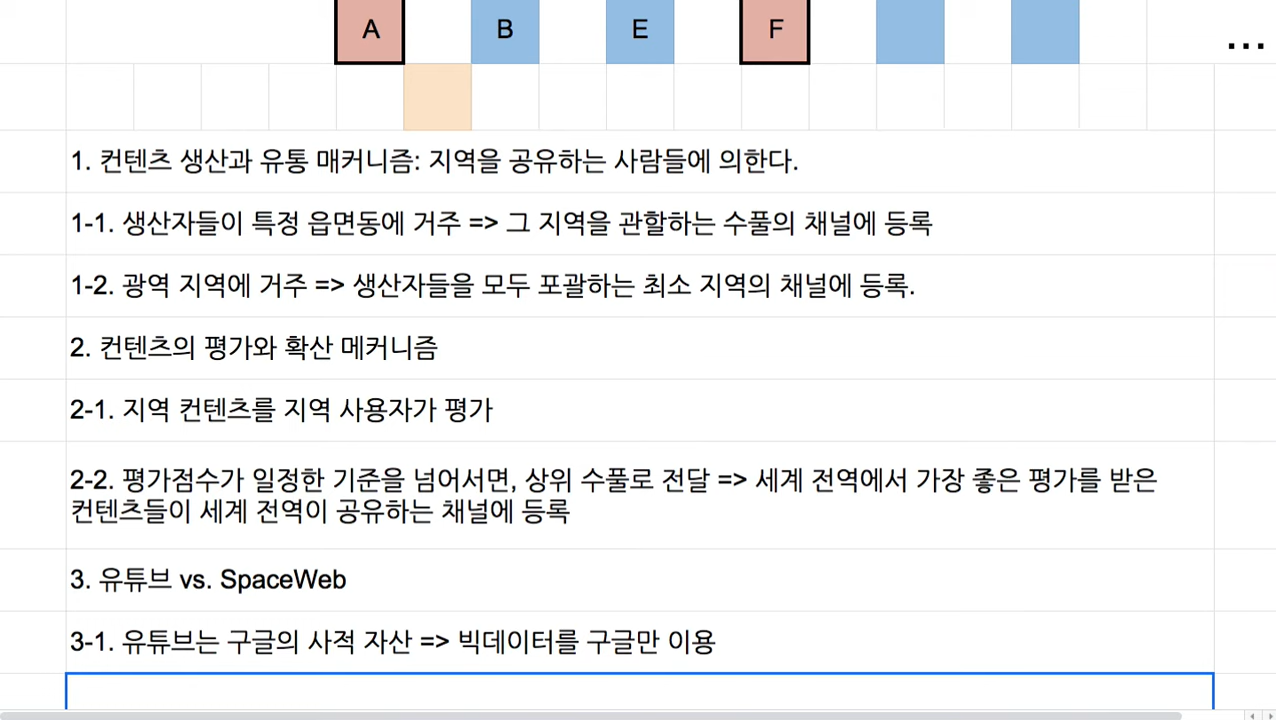 A B E F
...
1. 컨텐츠 생산과 유통 매커니즘: 지역을 공유하는 사람들에 의한다.
1-1. 생산자들이 특정 읍면동에 거주 => 그 지역을 관할하는 수풀의 채널에 등록
1-2. 광역 지역에 거주 => 생산자들을 모두 포괄하는 최소 지역의 채널에 등록.
2. 컨텐츠의 평가와 확산 메커니즘
2-1. 지역 컨텐츠를 지역 사용자가 평가
2-2. 평가점수가 일정한 기준을 넘어서면, 상위 수풀로 전달 => 세계 전역에서 가장 좋은 평가를 받은
컨텐츠들이 세계 전역이 공유하는 채널에 등록
3. 유튜브 vs. SpaceWeb
3-1. 유튜브는 구글의 사적 자산 => 빅데이터를 구글만 이용